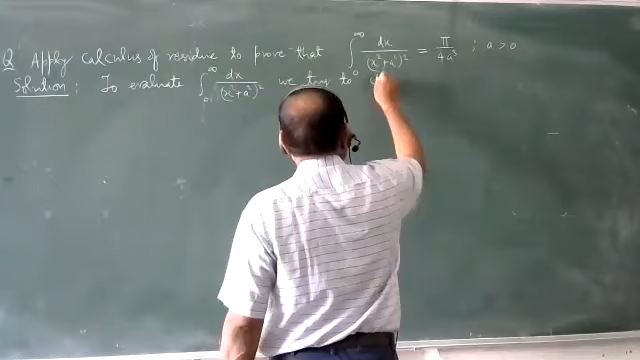 Q Apply calculus of residue to prove that ∫₀^∞ dx/(x²+a²)² = π/4a³ ; a>0
Solution : To evaluate ∫₀^∞ dx/(x²+a²)² we try to